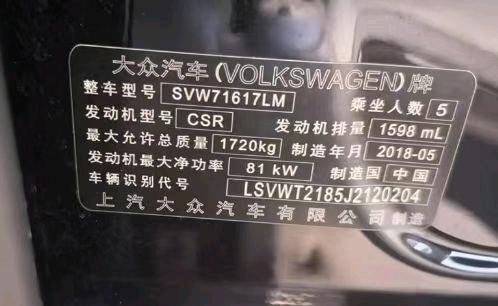 大众汽车(VOLKSWAGEN)牌
整车型号 SVW71617LM 乘坐人数 5
发动机型号 CSR 发动机排量 1598 mL
最大允许总质量 1720kg 制造年月 2018-05
发动机最大净功率 81 kW 制造国 中国
车辆识别代号 LSVWT2185J2120204
上汽大众汽车有限公司 制造